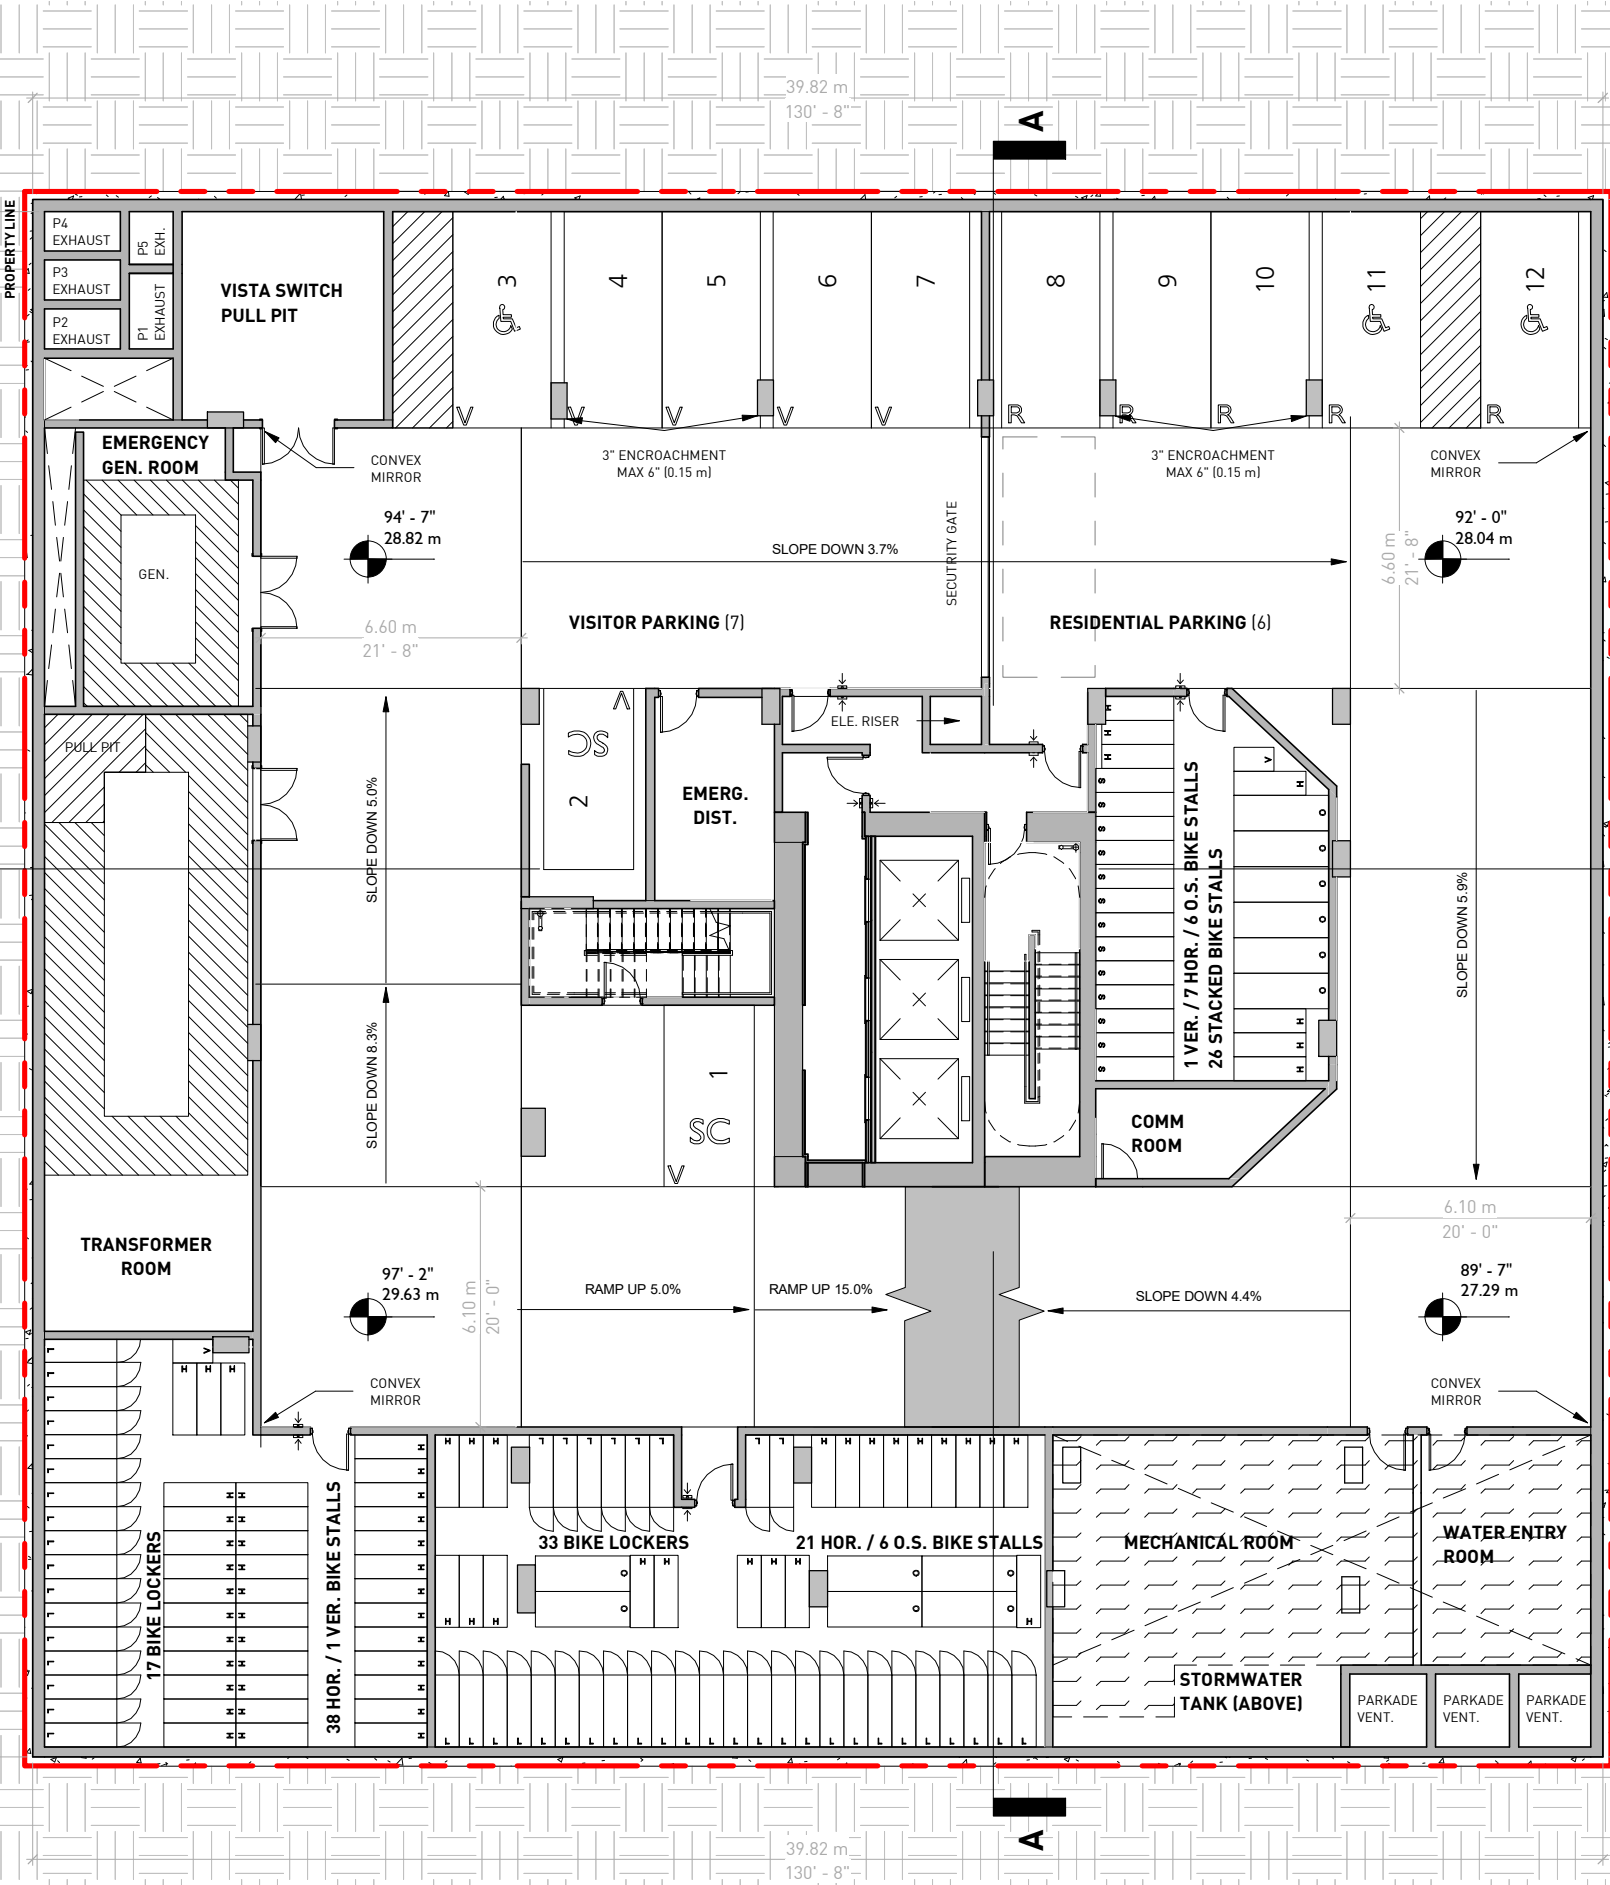 39.82 m
130' - 8"
A
PROPERTY LINE
P4
EXHAUST
P5
EXH.
P3
EXHAUST
P2
EXHAUST
P1
EXHAUST
VISTA SWITCH
PULL PIT
3
4
5
6
7
8
9
10
11
12
V
V
V
V
V
R
R
R
R
R
EMERGENCY
GEN. ROOM
CONVEX
MIRROR
3" ENCROACHMENT
MAX 6" (0.15 m)
3" ENCROACHMENT
MAX 6" (0.15 m)
CONVEX
MIRROR
94' - 7"
28.82 m
SECUTRITY GATE
92' - 0"
28.04 m
6.60 m
21' - 8"
SLOPE DOWN 3.7%
GEN.
6.60 m
21' - 8"
VISITOR PARKING (7)
RESIDENTIAL PARKING (6)
V
SC
2
ELE. RISER
PULL PIT
EMERG.
DIST.
SLOPE DOWN 5.0%
H
H
H
S
S
S
S
S
S
S
S
S
S
S
S
S
V
H
H
H
H
1 VER. / 7 HOR. / 6 O.S. BIKE STALLS
26 STACKED BIKE STALLS
SLOPE DOWN 5.9%
SLOPE DOWN 8.3%
1
SC
V
COMM
ROOM
TRANSFORMER
ROOM
6.10 m
20' - 0"
97' - 2"
29.63 m
6.10 m
20' - 0"
RAMP UP 5.0%
RAMP UP 15.0%
SLOPE DOWN 4.4%
89' - 7"
27.29 m
V
H H H
CONVEX
MIRROR
CONVEX
MIRROR
H H H
L L L L L L
L L
H H H H H H H H H
17 BIKE LOCKERS
38 HOR. / 1 VER. BIKE STALLS
33 BIKE LOCKERS
21 HOR. / 6 O.S. BIKE STALLS
MECHANICAL ROOM
WATER ENTRY
ROOM
H H
H H H
H H H
H
STORMWATER
TANK (ABOVE)
PARKADE
VENT.
PARKADE
VENT.
PARKADE
VENT.
L L L L L L L L L L L L L L L L L L L L L L L L L
A
39.82 m
130' - 8"